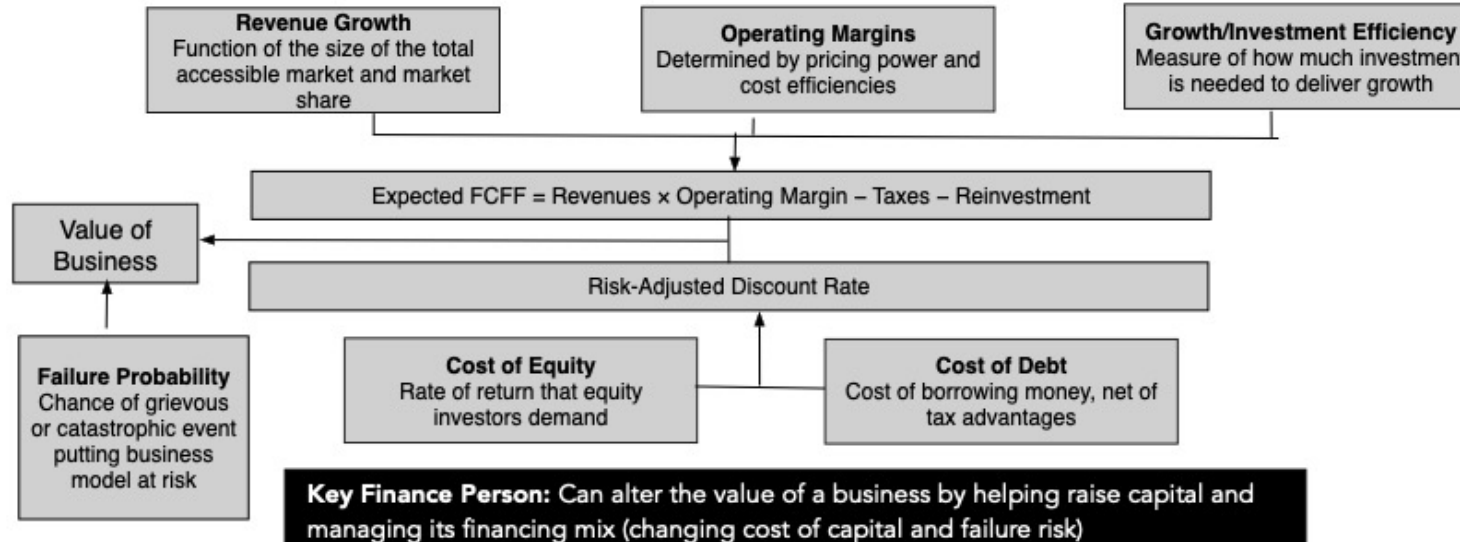 Revenue Growth
Function of the size of the total
accessible market and market
share
Operating Margins
Determined by pricing power and
cost efficiencies
Growth/Investment Efficiency
Measure of how much investmen
is needed to deliver growth
Expected FCFF = Revenues × Operating Margin – Taxes – Reinvestment
Value of
Business
Risk-Adjusted Discount Rate
Failure Probability
Chance of grievous
or catastrophic event
putting business
model at risk
Cost of Equity
Rate of return that equity
investors demand
Cost of Debt
Cost of borrowing money, net of
tax advantages
Key Finance Person: Can alter the value of a business by helping raise capital and
managing its financing mix (changing cost of capital and failure risk)